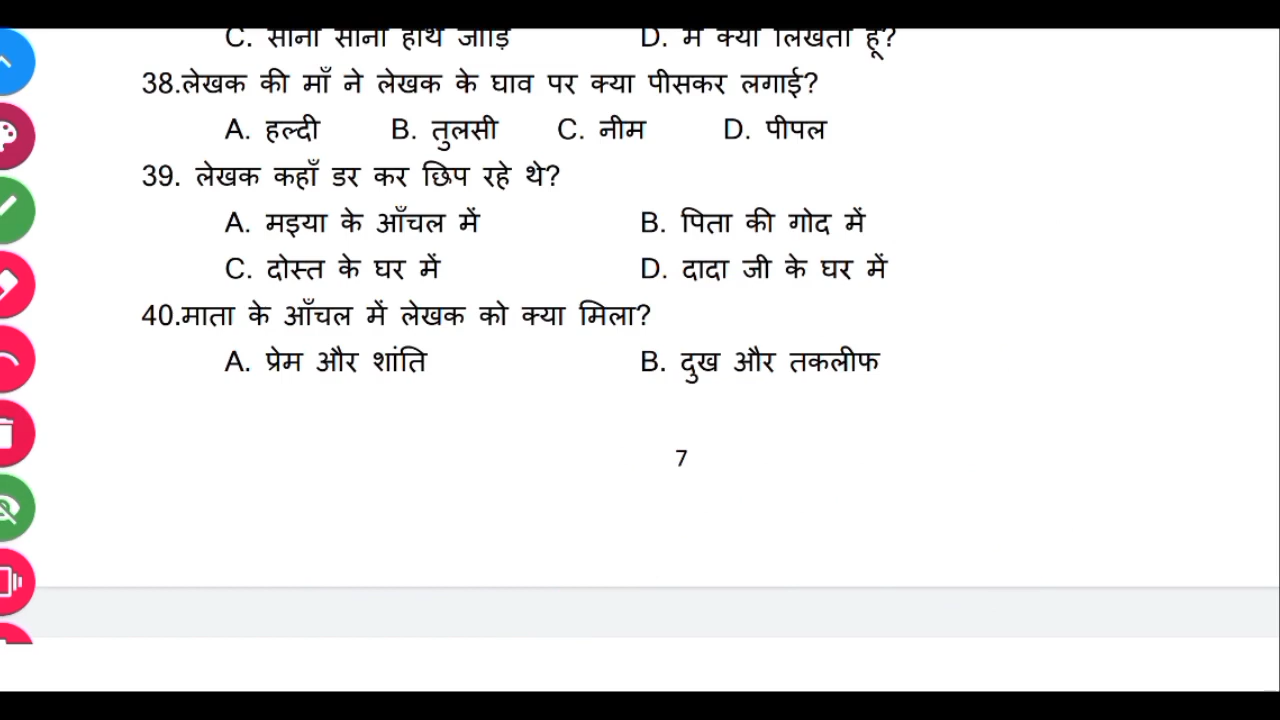 C. साना साना हाथ जोड़ि D. मैं क्यों लिखता हूँ?
38.लेखक की माँ ने लेखक के घाव पर क्या पीसकर लगाई?
A. हल्दी B. तुलसी C. नीम D. पीपल
39. लेखक कहाँ डर कर छिप रहे थे?
A. मइया के आँचल में B. पिता की गोद में
C. दोस्त के घर में D. दादा जी के घर में
40.माता के आँचल में लेखक को क्या मिला?
A. प्रेम और शांति B. दुख और तकलीफ
7